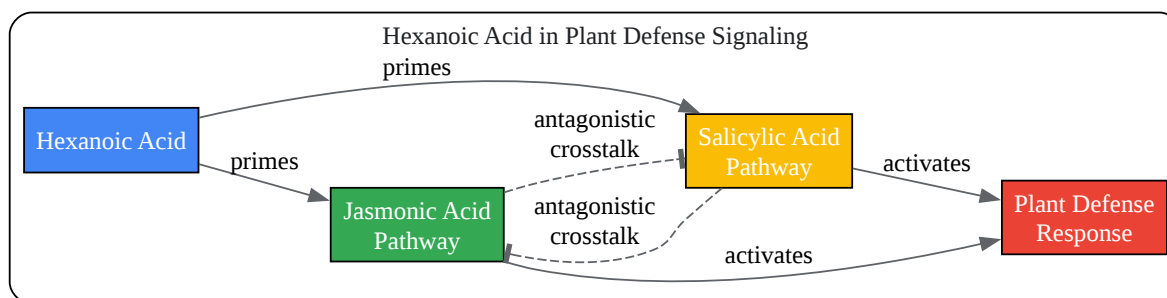 Hexanoic Acid in Plant Defense Signaling
primes
Hexanoic Acid
primes
antagonistic
crosstalk
Salicylic Acid
Pathway
activates
Jasmonic Acid
Pathway
antagonistic
crosstalk
activates
Plant Defense
Response